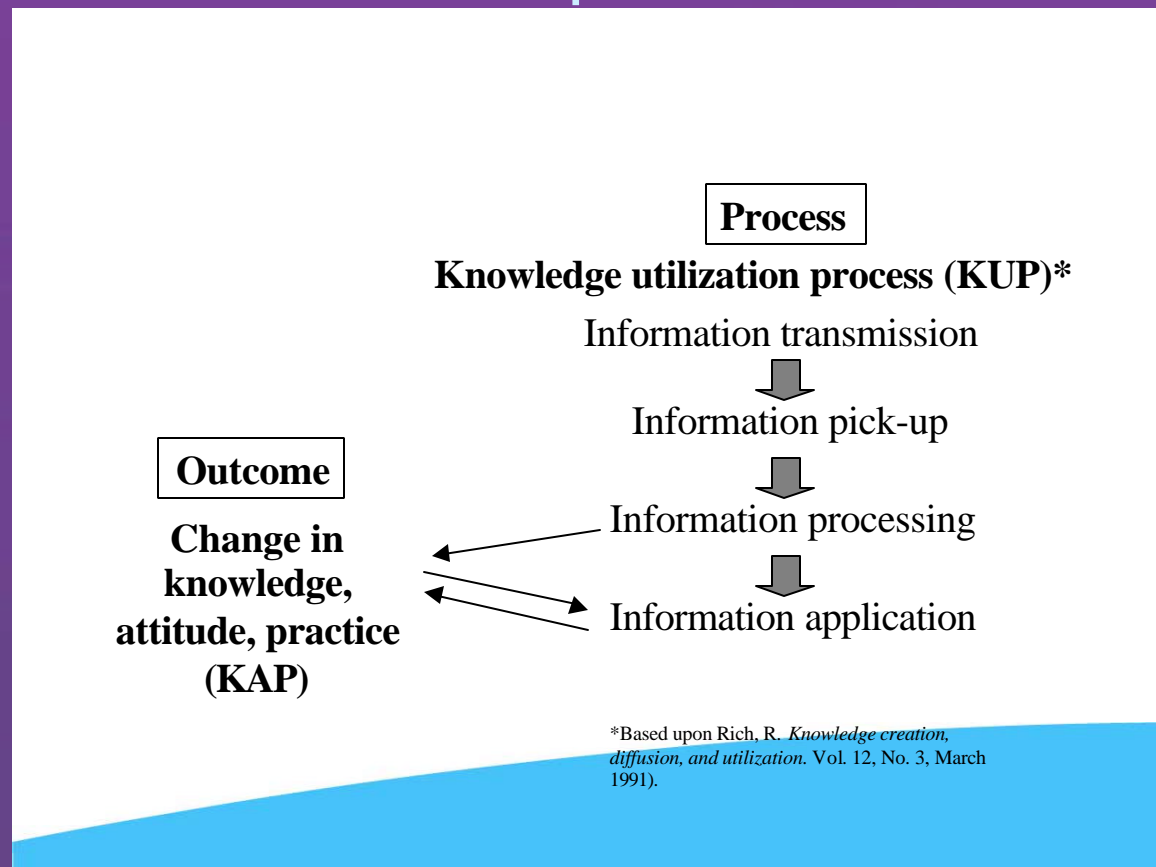 Process
Knowledge utilization process (KUP)*
Information transmission
Information pick-up
Information processing
Information application
Outcome
Change in
knowledge,
attitude, practice
(KAP)
*Based upon Rich, R. Knowledge creation,
diffusion, and utilization. Vol. 12, No. 3, March
1991).